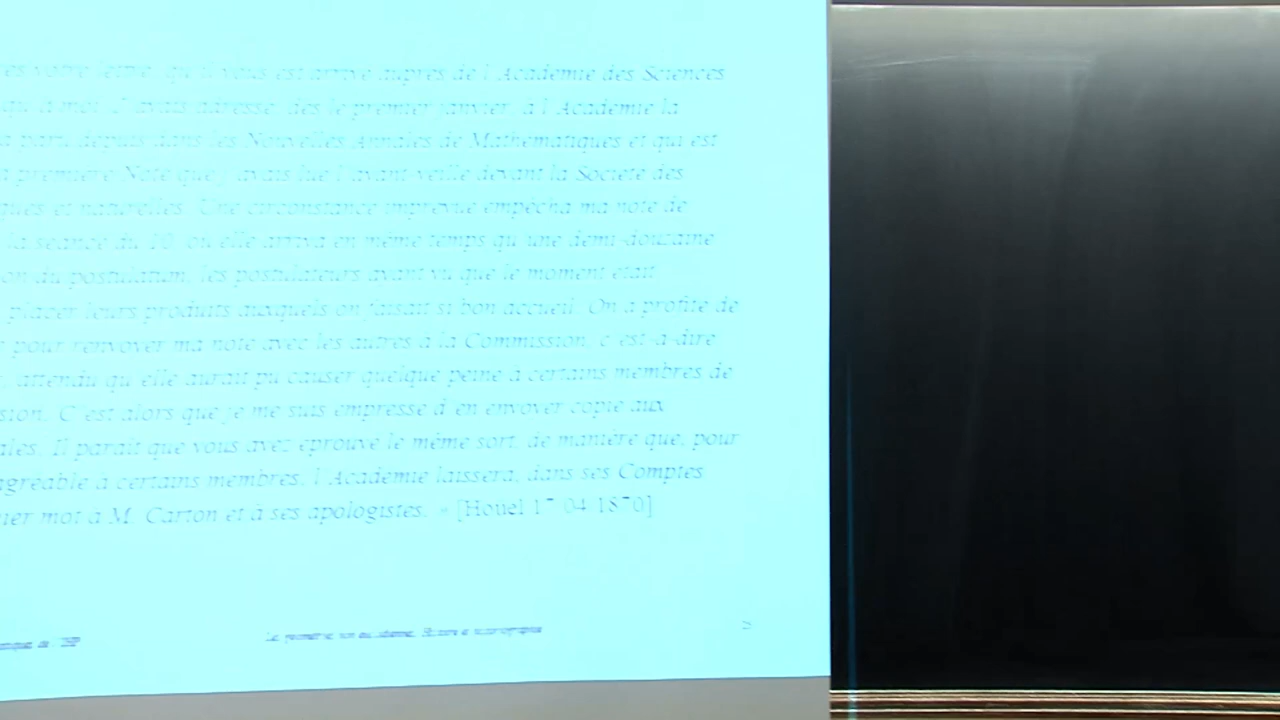 votre lettre, qu'il vous est arrivé auprès de l'Académie des Sciences
qu'à moi. J'avais adressé, dès le premier janvier, à l'Académie la
paru depuis dans les Nouvelles Annales de Mathématiques et qui est
première Note que j'avais lue l'avant-veille devant la Société des
et naturelles. Une circonstance imprévue empêcha ma note de
la séance du 10, où elle arriva en même temps qu'une demi-douzaine
du postulatum, les postulateurs ayant vu que le moment était
placer leurs produits auxquels on faisait si bon accueil. On a profité de
pour renvoyer ma note avec les autres à la Commission, c'est-à-dire
attendu qu'elle aurait pu causer quelque peine à certains membres de
C'est alors que je me suis empressé d'en envoyer copie aux
Il paraît que vous avez éprouvé le même sort, de manière que, pour
agréable à certains membres, l'Académie laissera, dans ses Comptes
mot à M. Carton et à ses apologistes. » [Houel 17 04 1870]